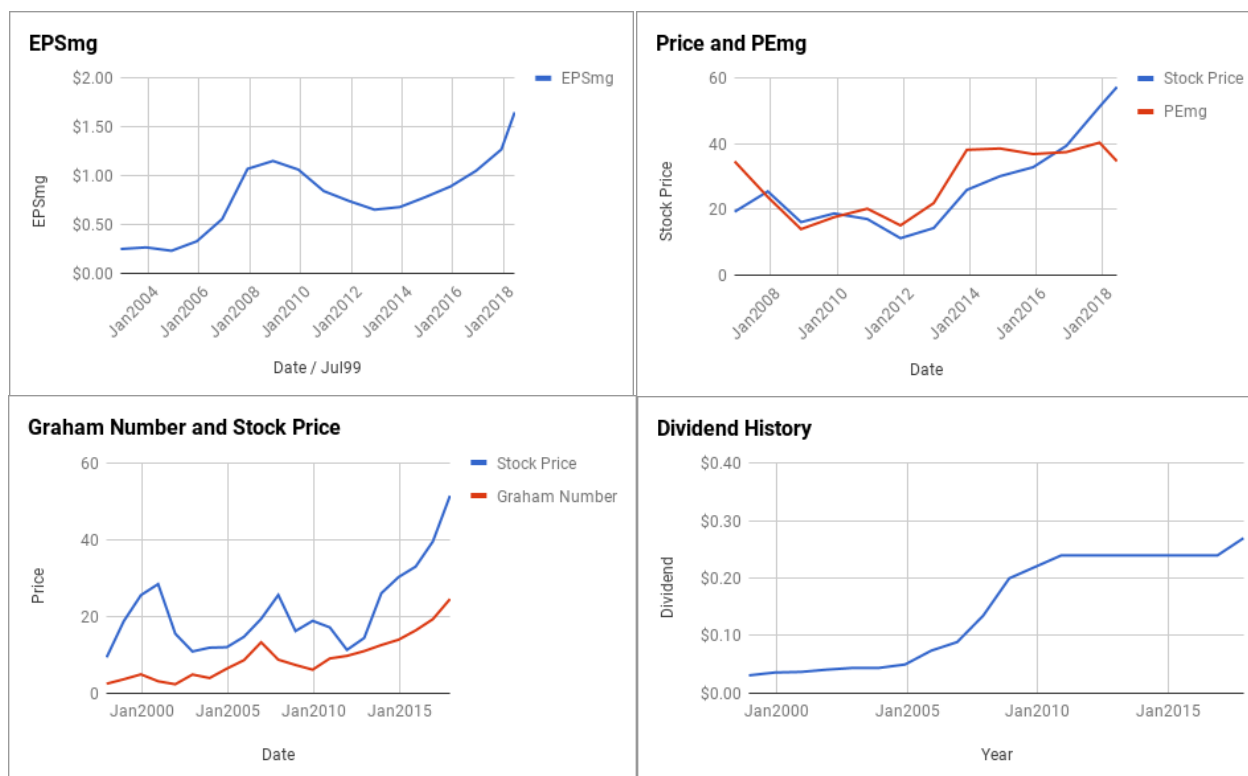 EPSmg
$2.00
$1.50
$1.00
$0.50
$0.00
EPSmg
EPSmg
Jan2004
Jan2006
Jan2008
Jan2010
Jan2012
Jan2014
Jan2016
Jan2018
Date / Jul99
Price and PEmg
60
40
20
0
Stock Price
Stock Price
PEmg
Jan2008
Jan2010
Jan2012
Jan2014
Jan2016
Jan2018
Date
Graham Number and Stock Price
60
40
20
0
Price
Stock Price
Graham Number
Jan2000
Jan2005
Jan2010
Jan2015
Date
Dividend History
$0.40
$0.30
$0.20
$0.10
$0.00
Dividend
Jan2000
Jan2005
Jan2010
Jan2015
Year